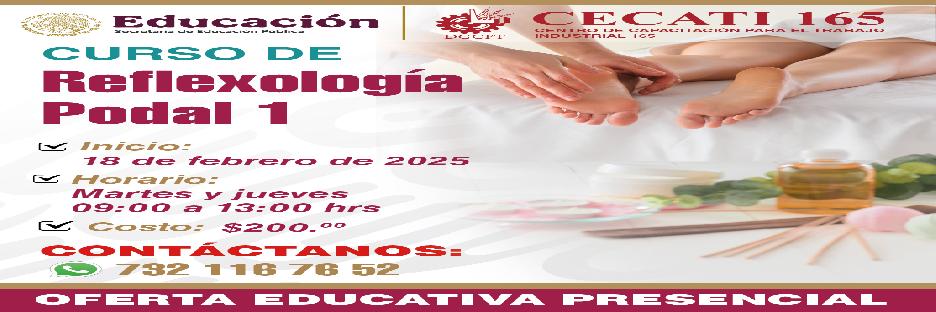 Educación
Secretaría de Educación Pública
DGCFT
CECATI 165
CENTRO DE CAPACITACIÓN PARA EL TRABAJO
INDUSTRIAL 165
CURSO DE
Reflexología
Podal 1
Inicio:
18 de febrero de 2025
Horario:
Martes y jueves
09:00 a 13:00 hrs
Costo: $200.⁰⁰
CONTÁCTANOS:
732 116 76 52
OFERTA EDUCATIVA PRESENCIAL